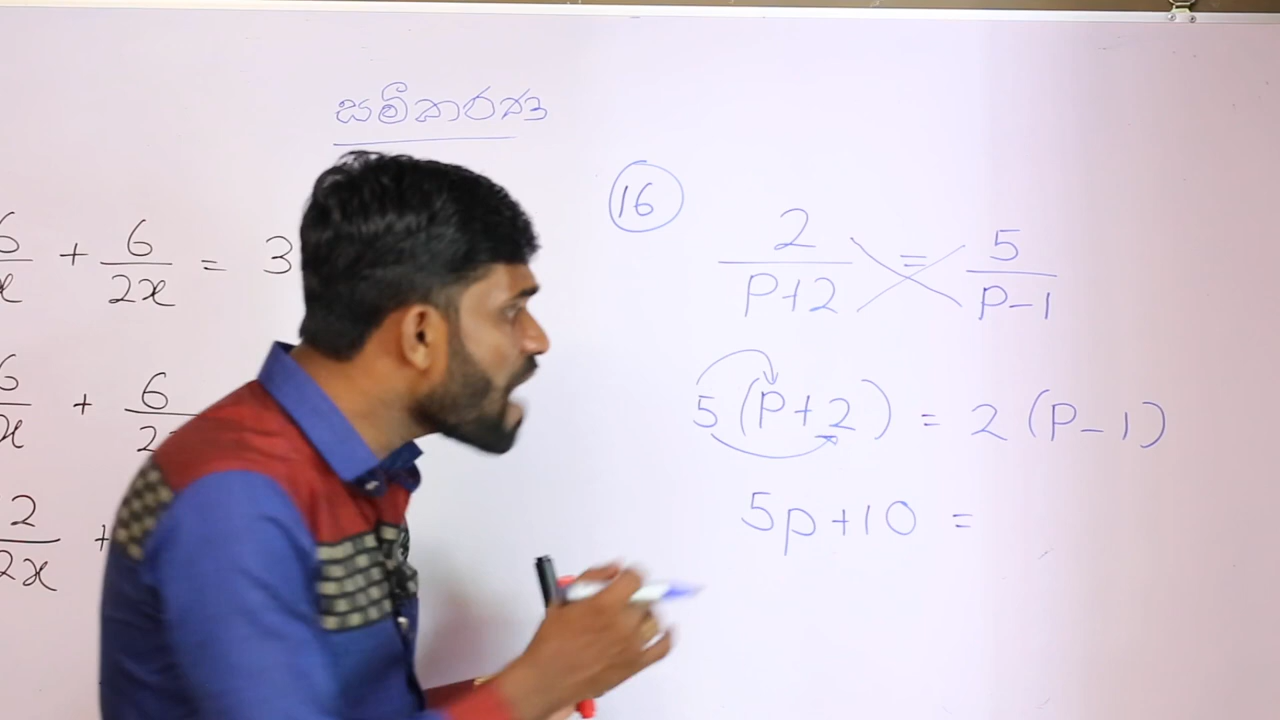 සමීකරණ
6/x + 6/2x = 3
6/x + 6/2
2/2x +
16
2/P+2 = 5/P-1
5(P+2) = 2(P-1)
5p+10 =